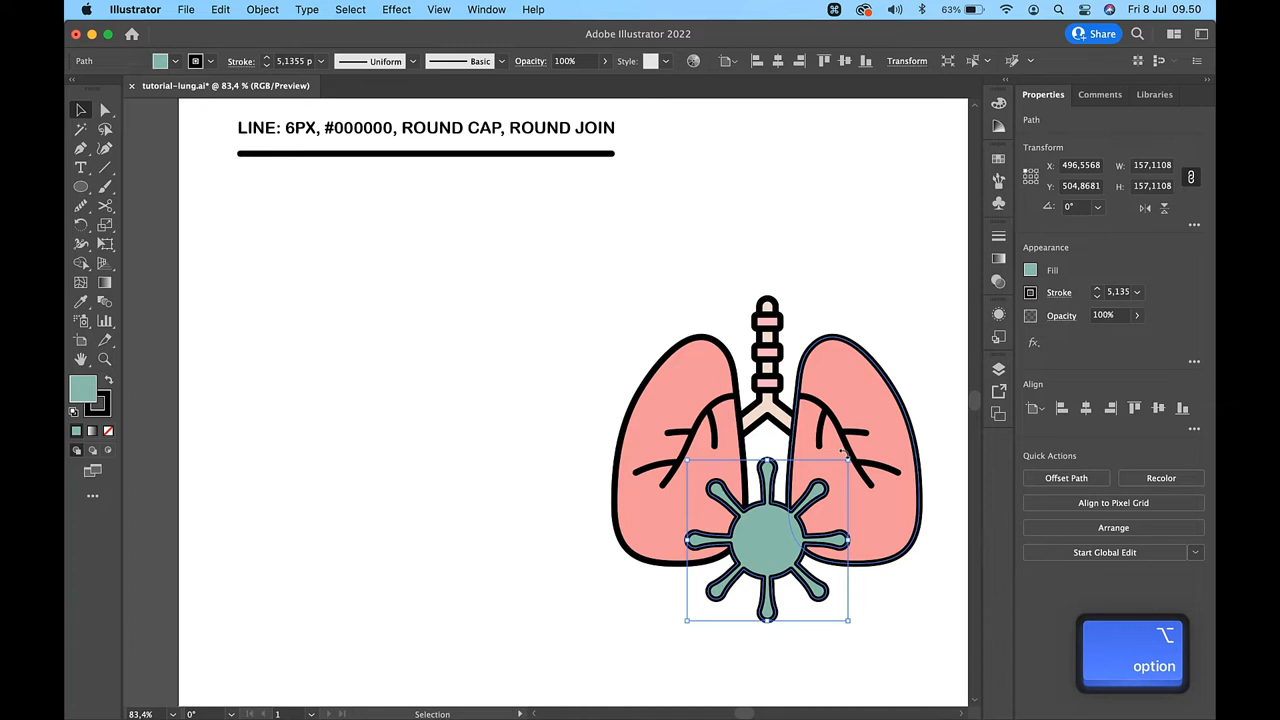 Illustrator File Edit Object Type Select Effect View Window Help 63% Fri 8 Jul 09.50
Adobe Illustrator 2022 Share
Path Stroke: 5,1355 p Uniform Basic Opacity: 100% Style: Transform
× tutorial-lung.ai* @ 83,4 % (RGB/Preview)
LINE: 6PX, #000000, ROUND CAP, ROUND JOIN
Properties Comments Libraries
Path
Transform
X: 496,5568 W: 157,1108
Y: 504,8681 H: 157,1108
0°
Appearance
Fill
Stroke 5,135
Opacity 100%
fx.
Align
Quick Actions
Offset Path Recolor
Align to Pixel Grid
Arrange
Start Global Edit
option
83,4% 0° 1 Selection